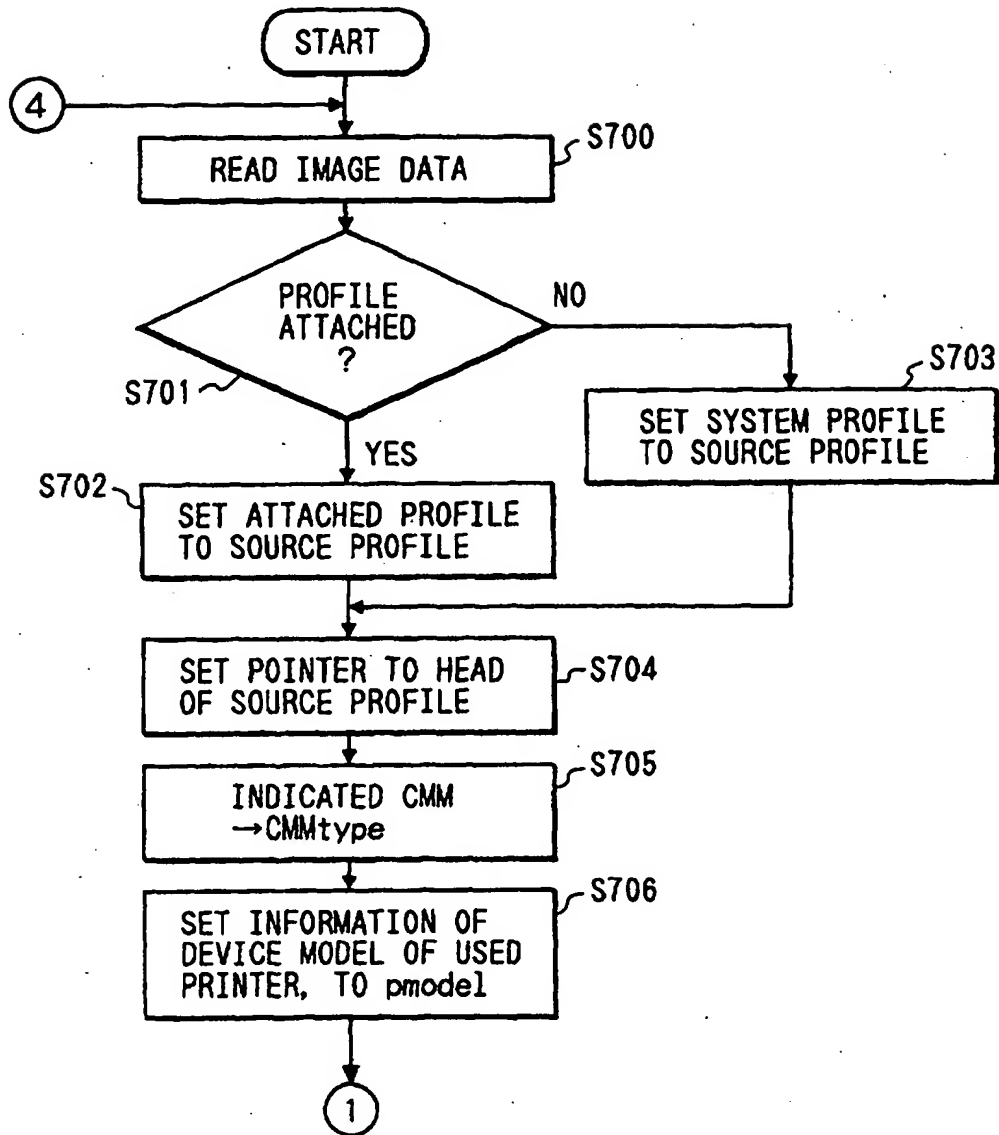 START
4
S700
READ IMAGE DATA
PROFILE
ATTACHED
?
NO
S701
YES
S703
SET SYSTEM PROFILE
TO SOURCE PROFILE
S702
SET ATTACHED PROFILE
TO SOURCE PROFILE
SET POINTER TO HEAD
OF SOURCE PROFILE
S704
S705
INDICATED CMM
→CMMtype
S706
SET INFORMATION OF
DEVICE MODEL OF USED
PRINTER, TO pmodel
1